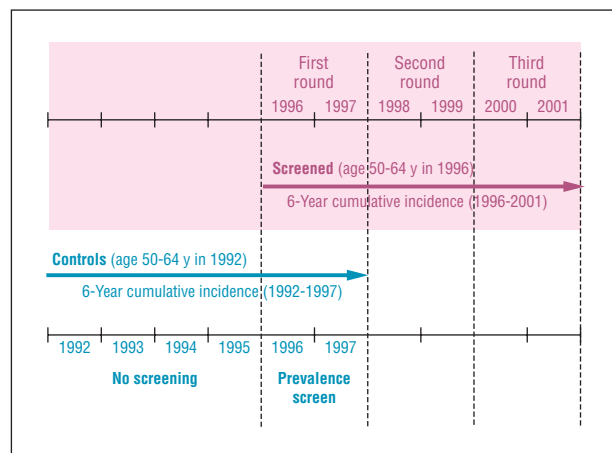 First Second Third
round round round
1996 1997 1998 1999 2000 2001
Screened (age 50-64 y in 1996)
6-Year cumulative incidence (1996-2001)
Controls (age 50-64 y in 1992)
6-Year cumulative incidence (1992-1997)
1992 1993 1994 1995 1996 1997
No screening Prevalence
screen